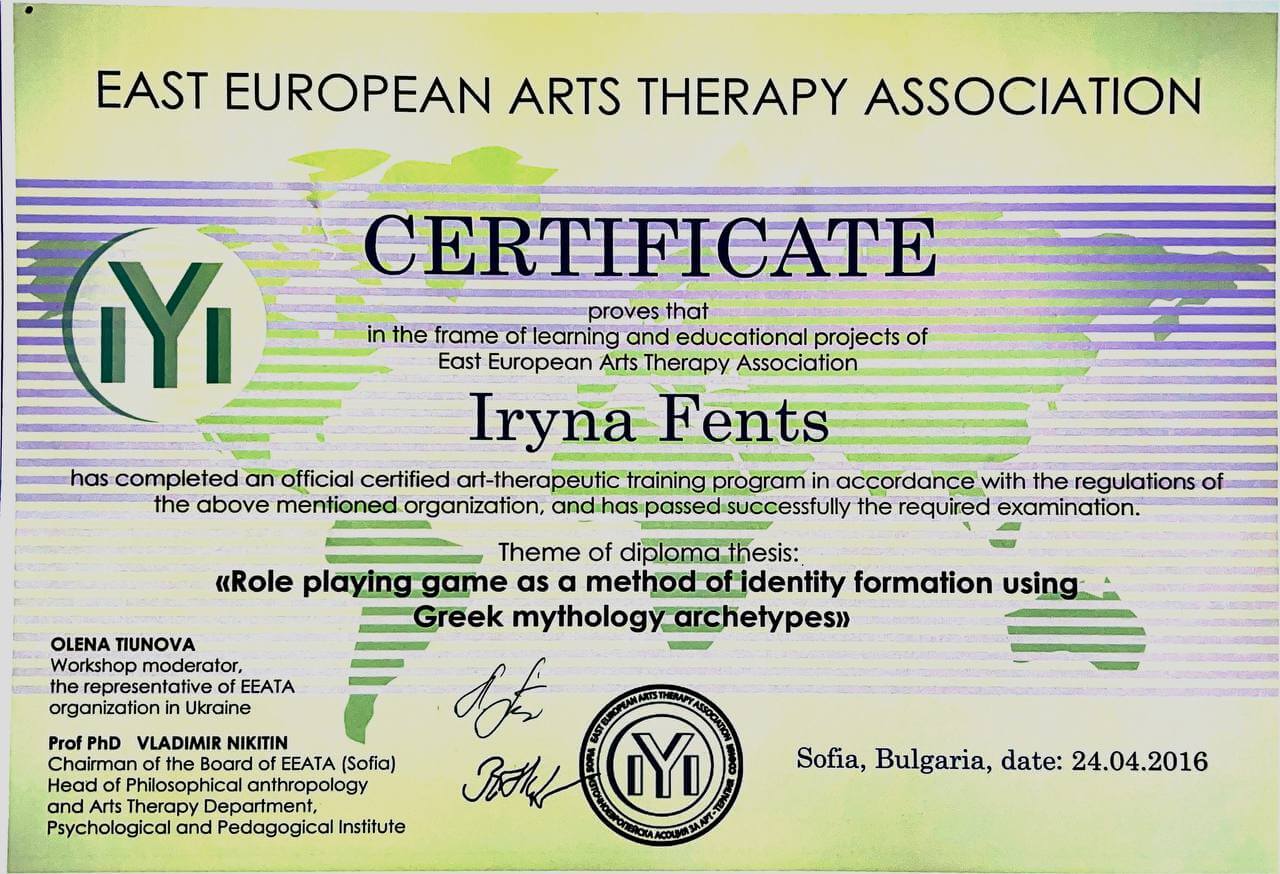 EAST EUROPEAN ARTS THERAPY ASSOCIATION
CERTIFICATE
proves that
in the frame of learning and educational projects of
East European Arts Therapy Association
Iryna Fents
has completed an official certified art-therapeutic training program in accordance with the regulations of
the above mentioned organization, and has passed successfully the required examination.
Theme of diploma thesis:
«Role playing game as a method of identity formation using
Greek mythology archetypes»
OLENA TIUNOVA
Workshop moderator,
the representative of EEATA
organization in Ukraine
Prof PhD VLADIMIR NIKITIN
Chairman of the Board of EEATA (Sofia)
Head of Philosophical anthropology
and Arts Therapy Department,
Psychological and Pedagogical Institute
EAST EUROPEAN ARTS THERAPY ASSOCIATION
Sofia, Bulgaria, date: 24.04.2016